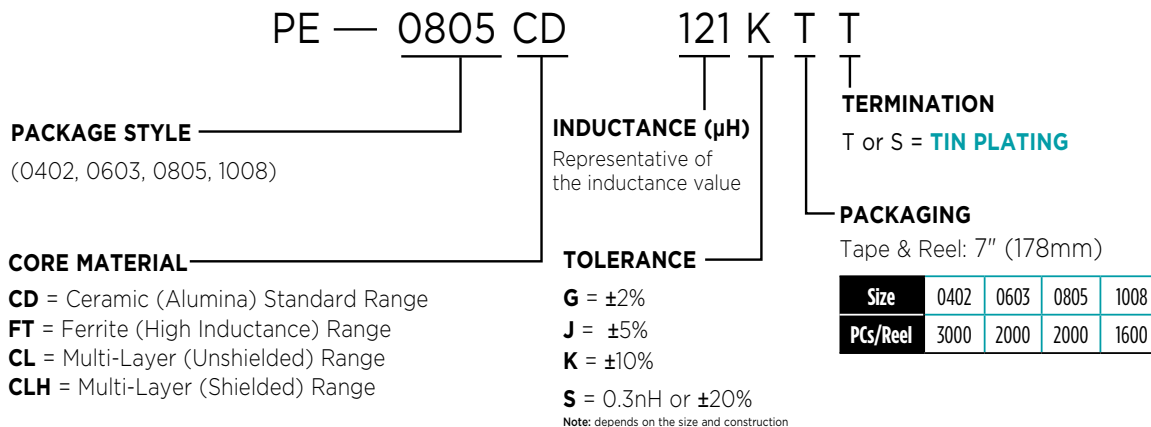 PE — 0805 CD 121 K T T
PACKAGE STYLE
(0402, 0603, 0805, 1008)
CORE MATERIAL
CD = Ceramic (Alumina) Standard Range
FT = Ferrite (High Inductance) Range
CL = Multi-Layer (Unshielded) Range
CLH = Multi-Layer (Shielded) Range
INDUCTANCE (µH)
Representative of
the inductance value
TOLERANCE
G = ±2%
J = ±5%
K = ±10%
S = 0.3nH or ±20%
Note: depends on the size and construction
TERMINATION
T or S = TIN PLATING
PACKAGING
Tape & Reel: 7" (178mm)
Size 0402 0603 0805 1008
PCs/Reel 3000 2000 2000 1600